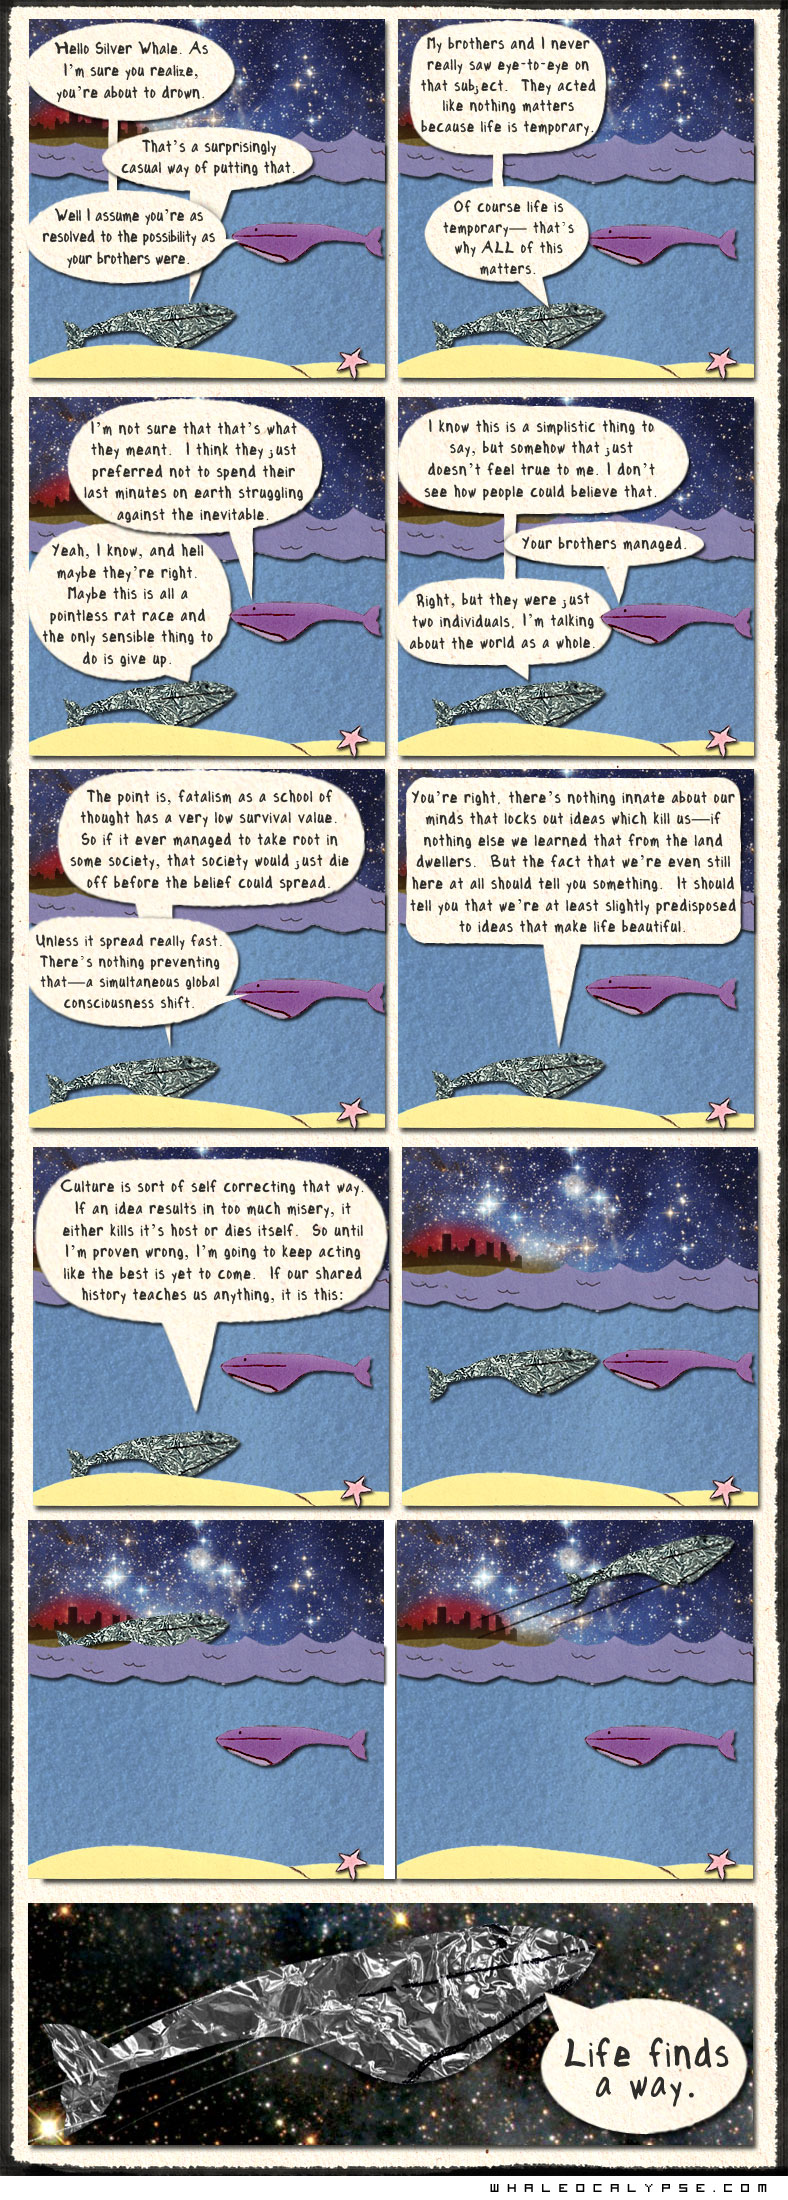 Hello Silver Whale. As
I'm sure you realize,
you're about to drown.
That's a surprisingly
casual way of putting that.
Well I assume you're as
resolved to the possibility as
your brothers were.
My brothers and I never
really saw eye-to-eye on
that subject. They acted
like nothing matters
because life is temporary.
Of course life is
temporary— that's
why ALL of this
matters.
I'm not sure that that's what
they meant. I think they just
preferred not to spend their
last minutes on earth struggling
against the inevitable.
Yeah, I know, and hell
maybe they're right.
Maybe this is all a
pointless rat race and
the only sensible thing to
do is give up.
I know this is a simplistic thing to
say, but somehow that just
doesn't feel true to me. I don't
see how people could believe that.
Your brothers managed.
Right, but they were just
two individuals. I'm talking
about the world as a whole.
The point is, fatalism as a school of
thought has a very low survival value.
So if it ever managed to take root in
some society, that society would just die
off before the belief could spread.
Unless it spread really fast.
There's nothing preventing
that—a simultaneous global
consciousness shift.
You're right, there's nothing innate about our
minds that locks out ideas which kill us—if
nothing else we learned that from the land
dwellers. But the fact that we're even still
here at all should tell you something. It should
tell you that we're at least slightly predisposed
to ideas that make life beautiful.
Culture is sort of self correcting that way.
If an idea results in too much misery, it
either kills it's host or dies itself. So until
I'm proven wrong, I'm going to keep acting
like the best is yet to come. If our shared
history teaches us anything, it is this:
Life finds
a way.
WHALEOCALYPSE.COM